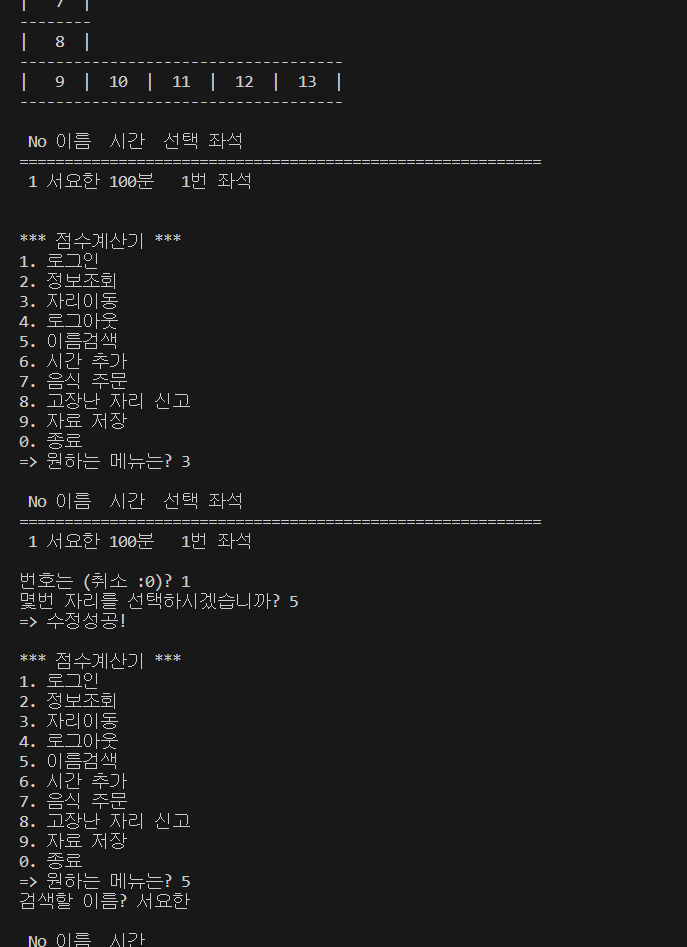 |   7  |
--------
|   8  |
------------------------------------
|   9  |  10  |  11  |  12  |  13  |
------------------------------------
No 이름  시간  선택 좌석
==========================================================
1 서요한 100분   1번 좌석
*** 점수계산기 ***
1. 로그인
2. 정보조회
3. 자리이동
4. 로그아웃
5. 이름검색
6. 시간 추가
7. 음식 주문
8. 고장난 자리 신고
9. 자료 저장
0. 종료
=> 원하는 메뉴는? 3
No 이름  시간  선택 좌석
==========================================================
1 서요한 100분   1번 좌석
번호는 (취소 :0)? 1
몇번 자리를 선택하시겠습니까? 5
=> 수정성공!
*** 점수계산기 ***
1. 로그인
2. 정보조회
3. 자리이동
4. 로그아웃
5. 이름검색
6. 시간 추가
7. 음식 주문
8. 고장난 자리 신고
9. 자료 저장
0. 종료
=> 원하는 메뉴는? 5
검색할 이름? 서요한
No 이름  시간